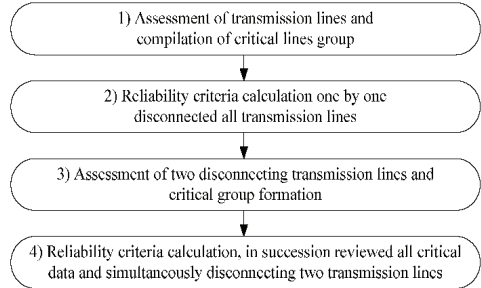 1) Assessment of transmission lines and
compilation of critical lines group
2) Reliability criteria calculation one by one
disconnected all transmission lines
3) Assessment of two disconnecting transmission lines and
critical group formation
4) Reliability criteria calculation, in succession reviewed all critical
data and simultaneously disconnecting two transmission lines